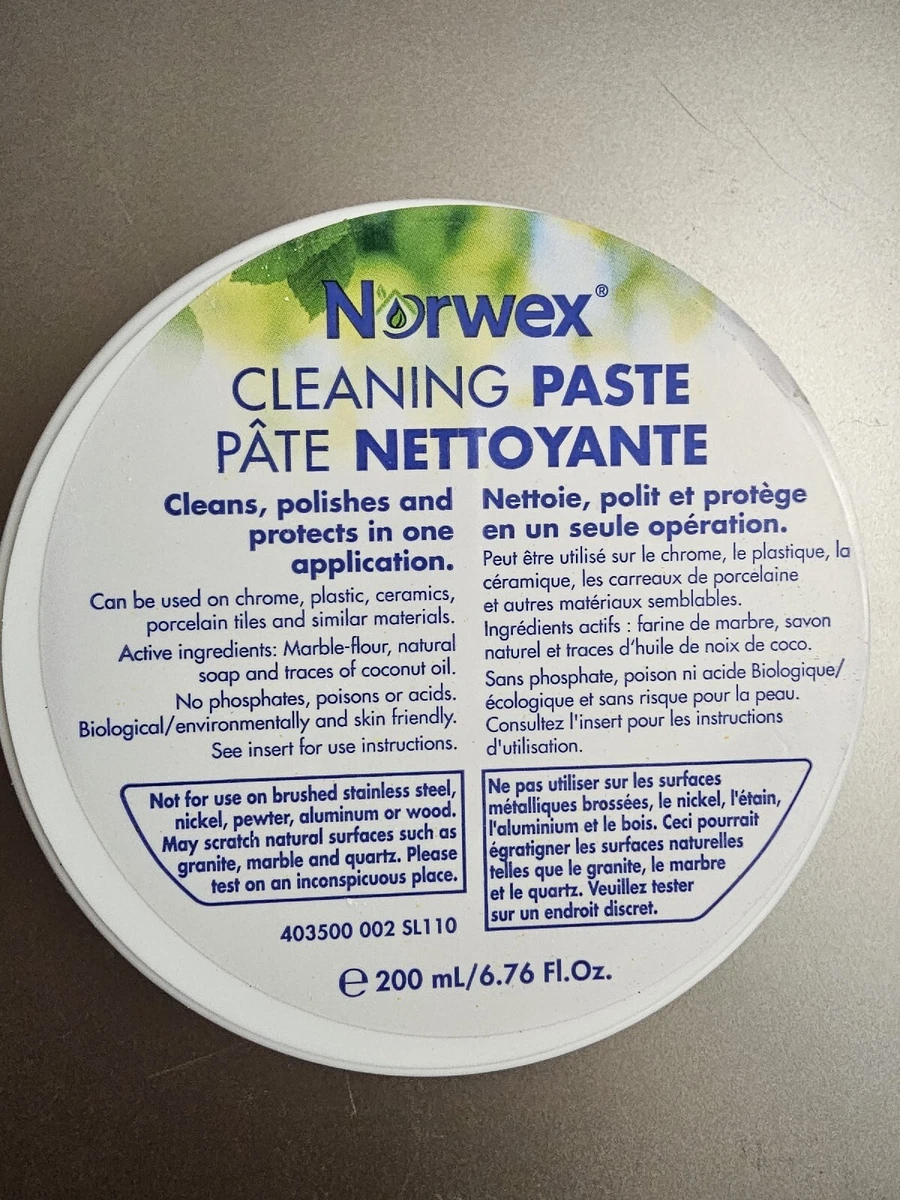 Norwex®
CLEANING PASTE
PÂTE NETTOYANTE
Cleans, polishes and
protects in one
application.
Can be used on chrome, plastic, ceramics,
porcelain tiles and similar materials.
Active ingredients: Marble-flour, natural
soap and traces of coconut oil.
No phosphates, poisons or acids.
Biological/environmentally and skin friendly.
See insert for use instructions.
Not for use on brushed stainless steel,
nickel, pewter, aluminum or wood.
May scratch natural surfaces such as
granite, marble and quartz. Please
test on an inconspicuous place.
403500 002 SL110
Nettoie, polit et protège
en un seule opération.
Peut être utilisé sur le chrome, le plastique, la
céramique, les carreaux de porcelaine
et autres matériaux semblables.
Ingrédients actifs : farine de marbre, savon
naturel et traces d'huile de noix de coco.
Sans phosphate, poison ni acide Biologique/
écologique et sans risque pour la peau.
Consultez l'insert pour les instructions
d'utilisation.
Ne pas utiliser sur les surfaces
métalliques brossées, le nickel, l'étain,
l'aluminium et le bois. Ceci pourrait
égratigner les surfaces naturelles
telles que le granite, le marbre
et le quartz. Veuillez tester
sur un endroit discret.
℮ 200 mL/6.76 Fl.Oz.